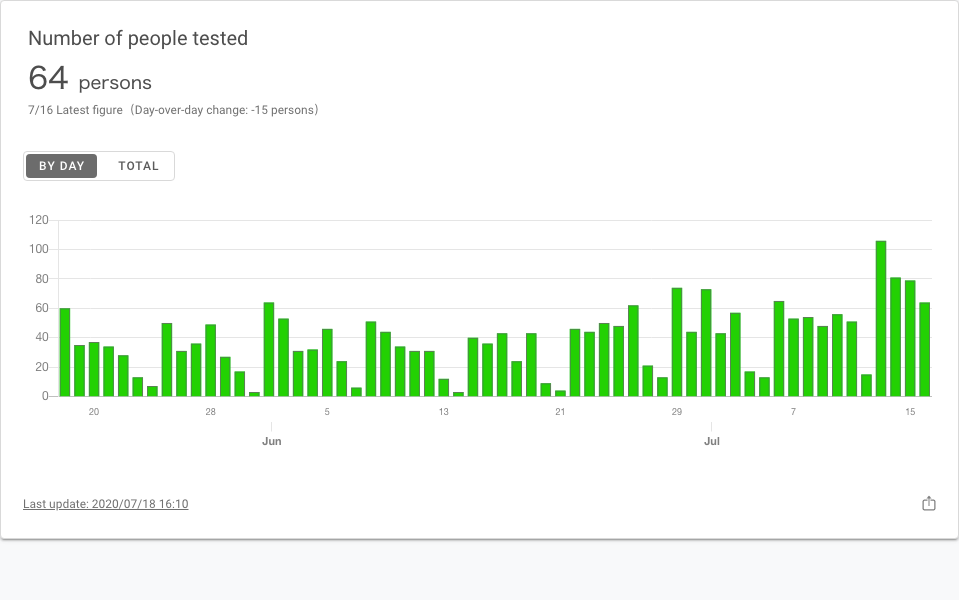 Number of people tested
64 persons
7/16 Latest figure（Day-over-day change: -15 persons）
BY DAY TOTAL
120
100
80
60
40
20
0
20 28 5 13 21 29 7 15
Jun Jul
Last update: 2020/07/18 16:10